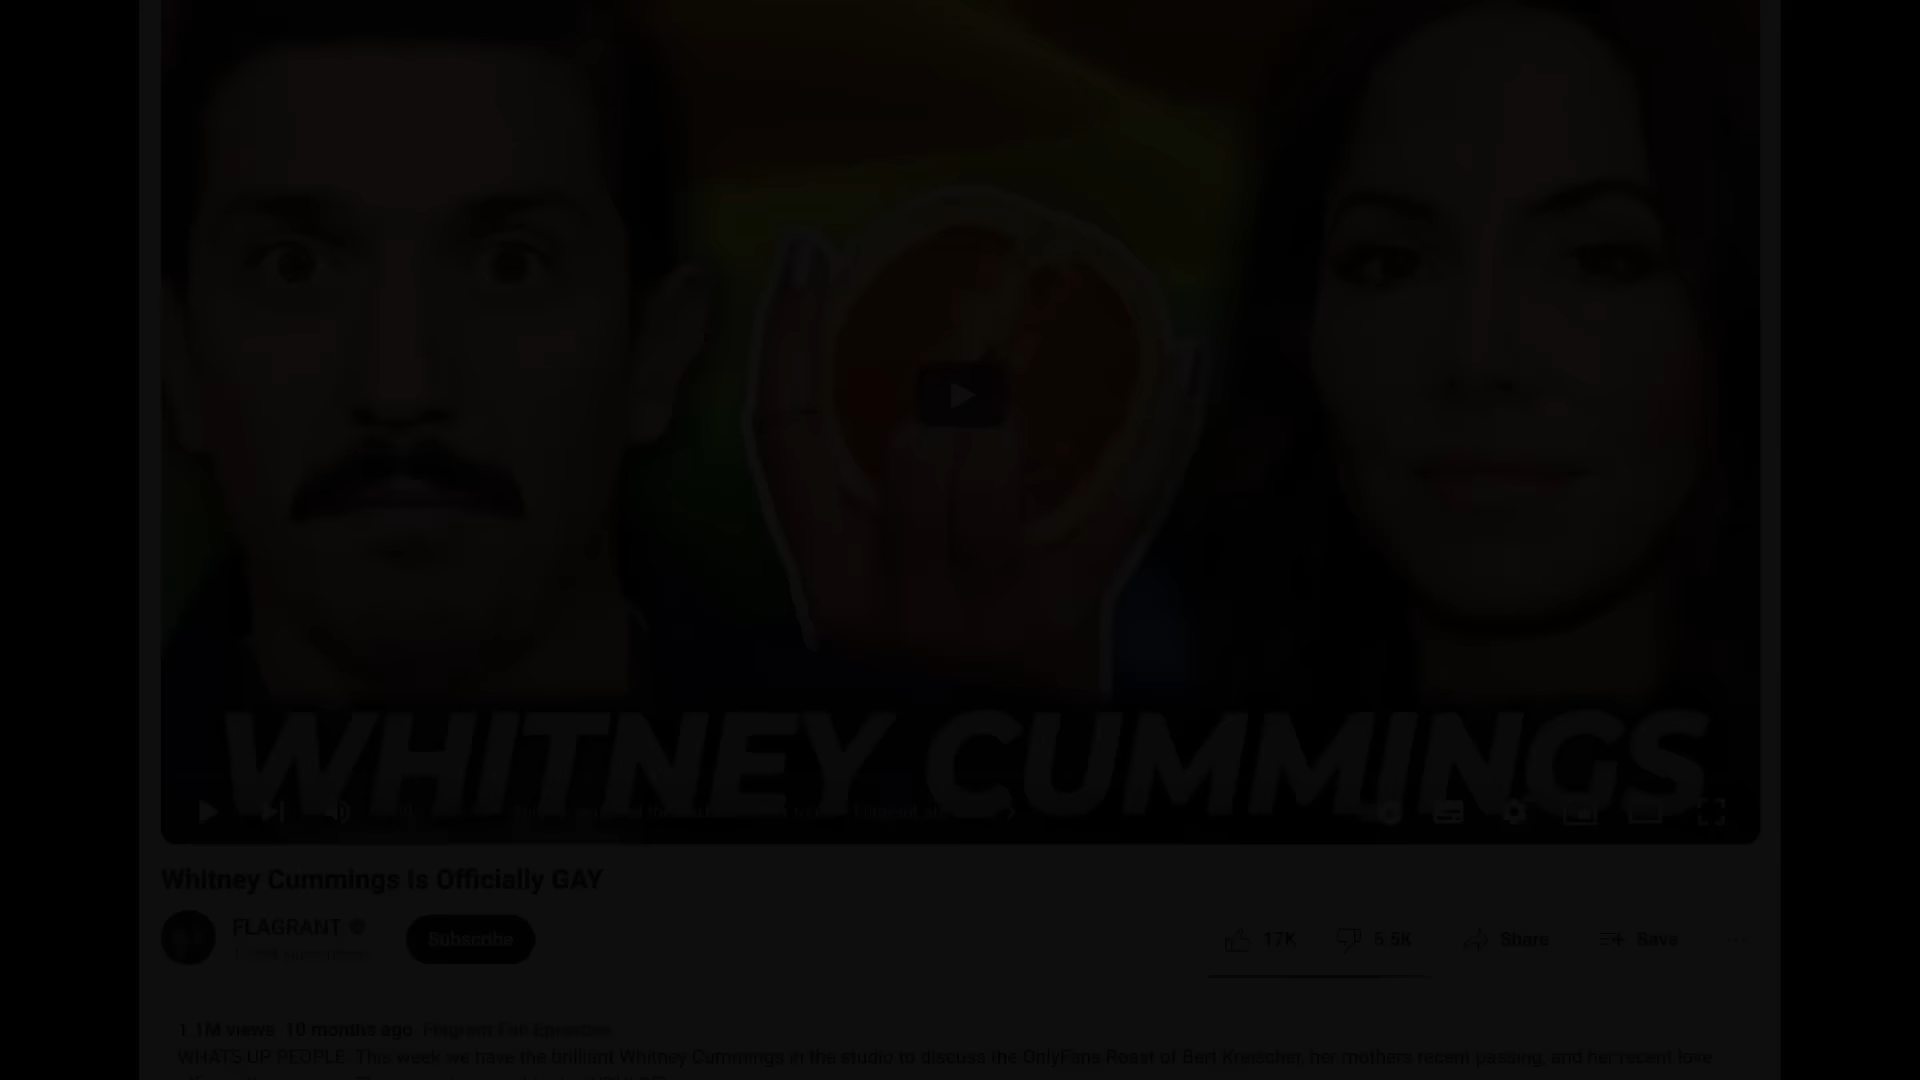 WHITNEY CUMMINGS
Whitney Cummings Is Officially GAY
FLAGRANT
Subscribe
17K
5.5K
Share
Save
1.1M views 10 months ago Flagrant Full Episodes
WHATS UP PEOPLE. This week we have the brilliant Whitney Cummings in the studio to discuss the OnlyFans Roast of Bert Kreischer, her mothers recent passing, and her recent love